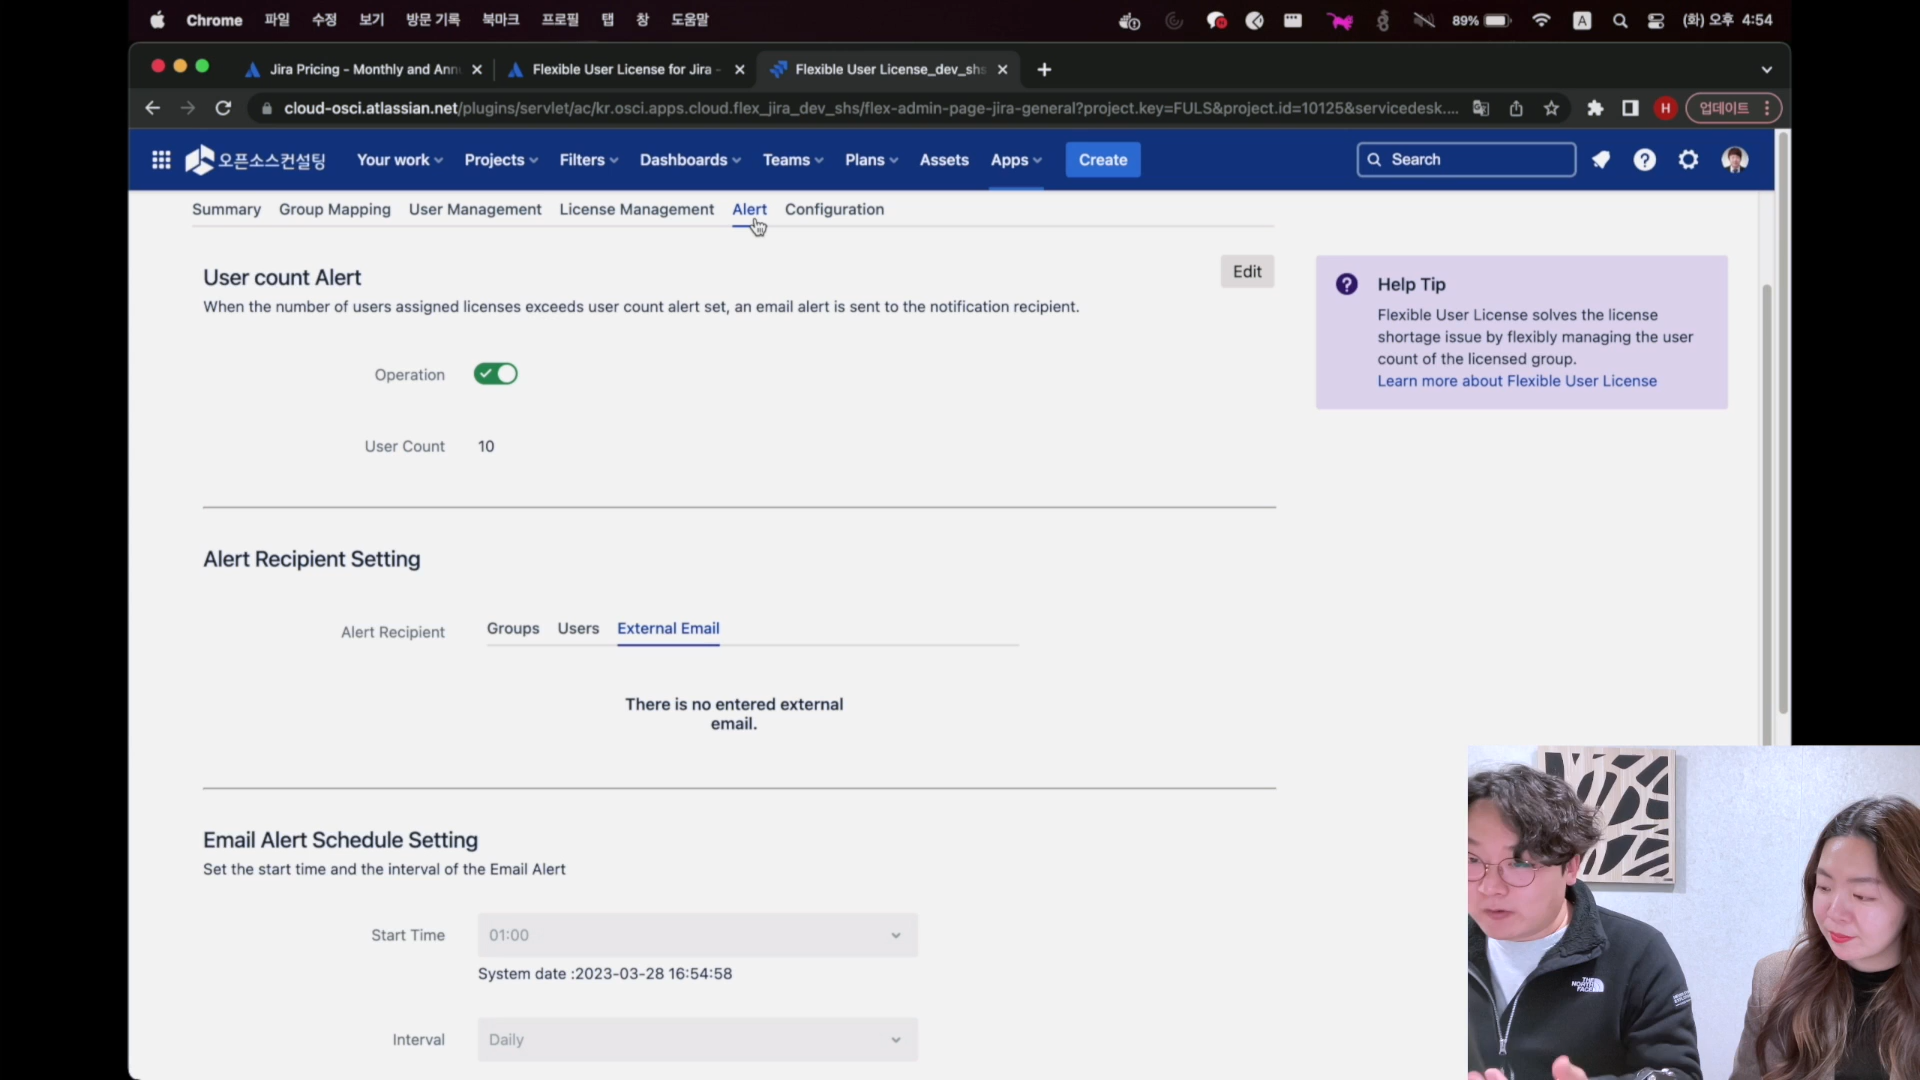 Chrome 파일 수정 보기 방문 기록 북마크 프로필 탭 창 도움말 89% A (화) 오후 4:54
Jira Pricing - Monthly and Ann
Flexible User License for Jira -
Flexible User License_dev_shs
cloud-osci.atlassian.net/plugins/servlet/ac/kr.osci.apps.cloud.flex_jira_dev_shs/flex-admin-page-jira-general?project.key=FULS&project.id=10125&servicedesk.... H 업데이트
오픈소스컨설팅 Your work Projects Filters Dashboards Teams Plans Assets Apps Create Search
Summary Group Mapping User Management License Management Alert Configuration
User count Alert
Edit
When the number of users assigned licenses exceeds user count alert set, an email alert is sent to the notification recipient.
Operation
User Count 10
Help Tip
Flexible User License solves the license
shortage issue by flexibly managing the user
count of the licensed group.
Learn more about Flexible User License
Alert Recipient Setting
Alert Recipient Groups Users External Email
There is no entered external
email.
Email Alert Schedule Setting
Set the start time and the interval of the Email Alert
Start Time 01:00
System date :2023-03-28 16:54:58
Interval Daily
THE
NORTH
FACE